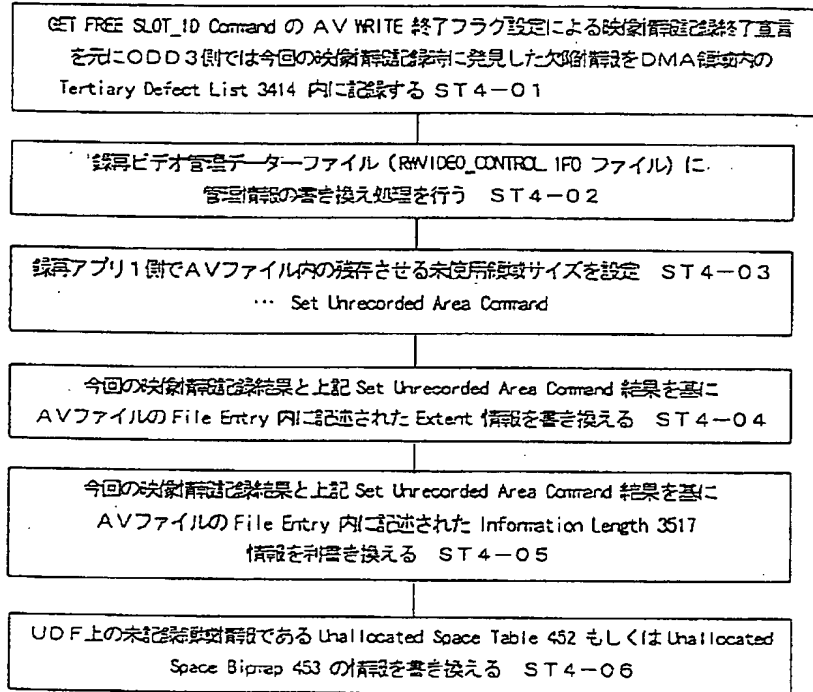 GET FREE SLOT_ID Command の AV WRITE 終了フラグ設定による映像情報記録終了宣言
を元にODD3側では今回の映像情報記録時に発見した欠陥情報をDMA領域内の
Tertiary Defect List 3414 内に記録する ST4-01
録再ビデオ管理データーファイル(RWVIDEO_CONTROL. IFO ファイル)に
管理情報の書き換え処理を行う ST4-02
録再アプリ1側でAVファイル内の残存させる未使用領域サイズを設定 ST4-03
… Set Unrecorded Area Command
今回の映像情報記録結果と上記 Set Unrecorded Area Command 結果を基に
AVファイルの File Entry 内に記述された Extent 情報を書き換える ST4-04
今回の映像情報記録結果と上記 Set Unrecorded Area Command 結果を基に
AVファイルの File Entry 内に記述された Information Length 3517
情報を利書き換える ST4-05
UDF上の未記録領域情報である Unallocated Space Table 452 もしくは Unallocated
Space Bitmap 453 の情報を書き換える ST4-06